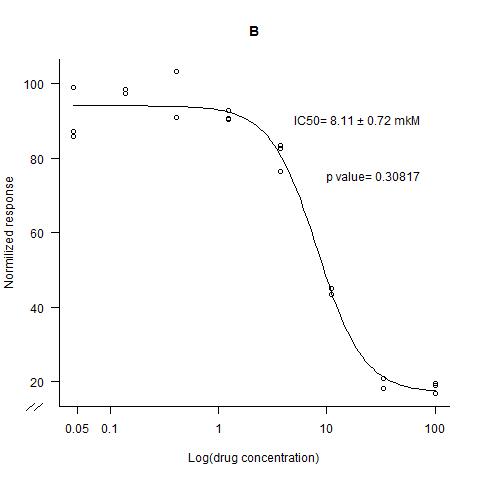 B
100
80
60
40
20
Normilized response
IC50= 8.11 ± 0.72 mkM
p value= 0.30817
0.05 0.1 1 10 100
Log(drug concentration)